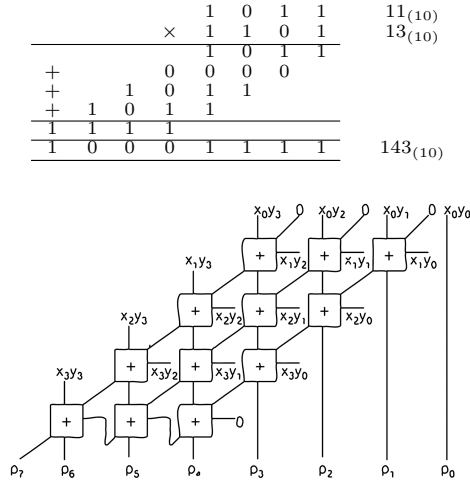 1 0 1 1 11(10)
× 1 1 0 1 13(10)
1 0 1 1
+ 0 0 0 0
+ 1 0 1 1
+ 1 0 1 1
1 1 1 1
1 0 0 0 1 1 1 1 143(10)
x₀y₃ 0 x₀y₂ 0 x₀y₁ 0 x₀y₀
+ x₁y₂ + x₁y₁ + x₁y₀
x₁y₃
+ x₂y₂ + x₂y₁ + x₂y₀
x₂y₃
+ x₃y₂ + x₃y₁ + x₃y₀
x₃y₃
+ + + 0
p₇ p₆ p₅ p₄ p₃ p₂ p₁ p₀